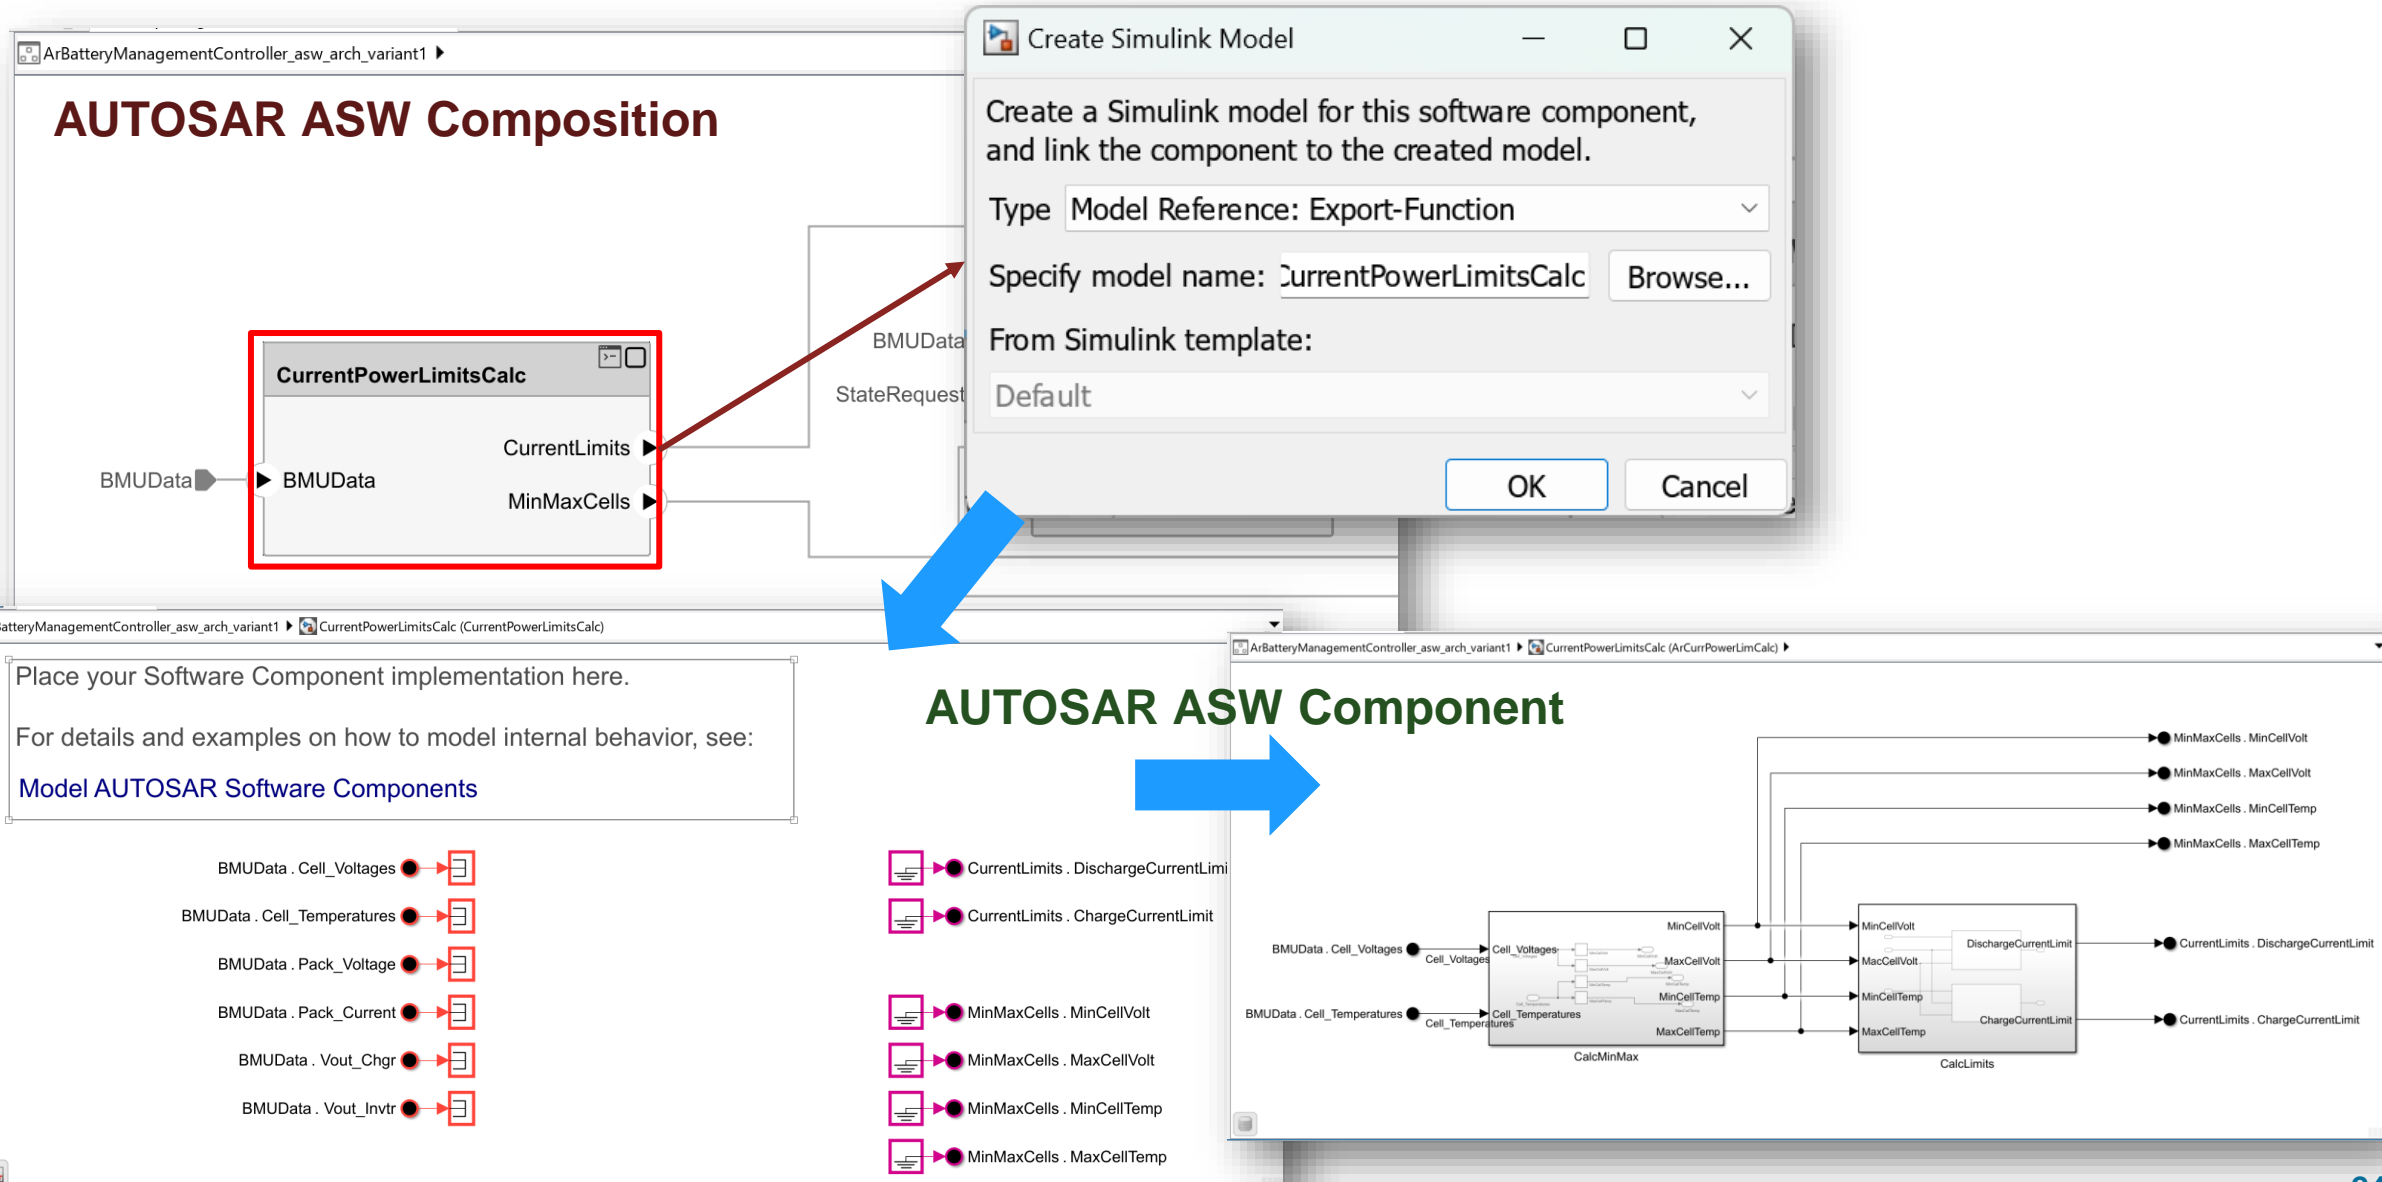 ArBatteryManagementController_asw_arch_variant1
AUTOSAR ASW Composition
CurrentPowerLimitsCalc
CurrentLimits
BMUData
BMUData
MinMaxCells
BMUData
StateRequest
Create Simulink Model
Create a Simulink model for this software component,
and link the component to the created model.
Type Model Reference: Export-Function
Specify model name: CurrentPowerLimitsCalc Browse...
From Simulink template:
Default
OK Cancel
atteryManagementController_asw_arch_variant1 CurrentPowerLimitsCalc (CurrentPowerLimitsCalc)
Place your Software Component implementation here.
For details and examples on how to model internal behavior, see:
Model AUTOSAR Software Components
BMUData . Cell_Voltages
BMUData . Cell_Temperatures
BMUData . Pack_Voltage
BMUData . Pack_Current
BMUData . Vout_Chgr
BMUData . Vout_Invtr
CurrentLimits . DischargeCurrentLimi
CurrentLimits . ChargeCurrentLimit
MinMaxCells . MinCellVolt
MinMaxCells . MaxCellVolt
MinMaxCells . MinCellTemp
MinMaxCells . MaxCellTemp
AUTOSAR ASW Component
ArBatteryManagementController_asw_arch_variant1 CurrentPowerLimitsCalc (ArCurrPowerLimCalc)
MinMaxCells . MinCellVolt
MinMaxCells . MaxCellVolt
MinMaxCells . MinCellTemp
MinMaxCells . MaxCellTemp
BMUData . Cell_Voltages
Cell_Voltages
BMUData . Cell_Temperatures
Cell_Temperatures
Cell_Voltages
Cell_Temperatures
MinCellVolt
MaxCellVolt
MinCellTemp
MaxCellTemp
CalcMinMax
MinCellVolt
MacCellVolt
MinCellTemp
MaxCellTemp
DischargeCurrentLimit
ChargeCurrentLimit
CalcLimits
CurrentLimits . DischargeCurrentLimit
CurrentLimits . ChargeCurrentLimit